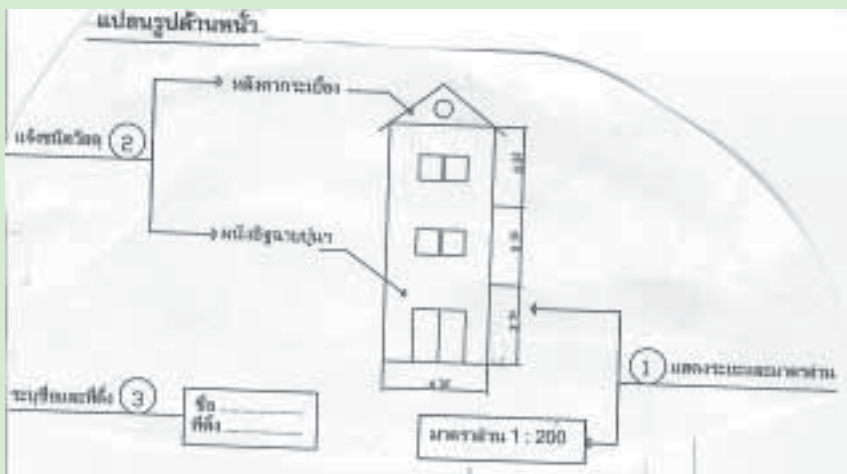 แปลนรูปด้านหน้า
หลังคากระเบื้อง
แจ้งชนิดวัสดุ 2
ผนังอิฐฉาบปูนฯ
1 แสดงระยะและมาตราส่วน
ระบุชื่อและที่ตั้ง 3
ชื่อ
ที่ตั้ง
มาตราส่วน 1 : 200